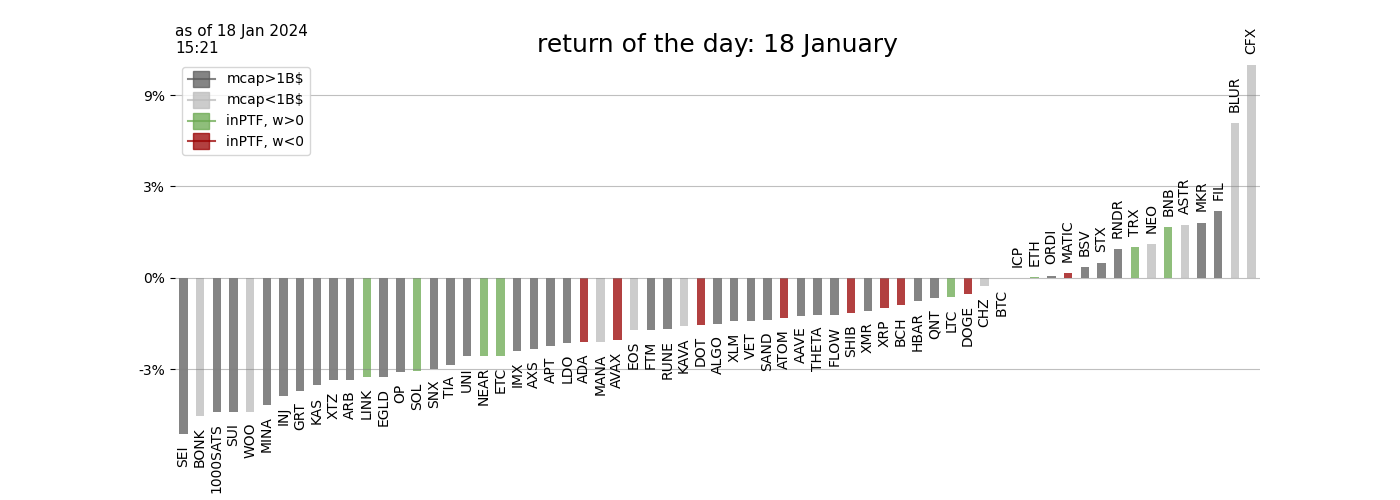 as of 18 Jan 2024
15:21
return of the day: 18 January
mcap>1B$
mcap<1B$
inPTF, w>0
inPTF, w<0
9%
3%
0%
-3%
SEI
BONK
1000SATS
SUI
WOO
MINA
INJ
GRT
KAS
XTZ
ARB
LINK
EGLD
OP
SOL
SNX
TIA
UNI
NEAR
ETC
IMX
AXS
APT
LDO
ADA
MANA
AVAX
EOS
FTM
RUNE
KAVA
DOT
ALGO
XLM
VET
SAND
ATOM
AAVE
THETA
FLOW
SHIB
XMR
XRP
BCH
HBAR
QNT
LTC
DOGE
CHZ
BTC
ICP
ETH
ORDI
MATIC
BSV
STX
RNDR
TRX
NEO
BNB
ASTR
MKR
FIL
BLUR
CFX